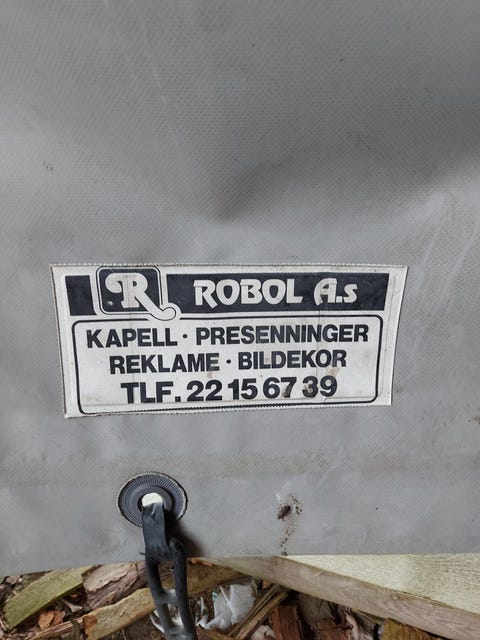 R ROBOL A.s
KAPELL · PRESENNINGER
REKLAME · BILDEKOR
TLF. 22 15 67 39